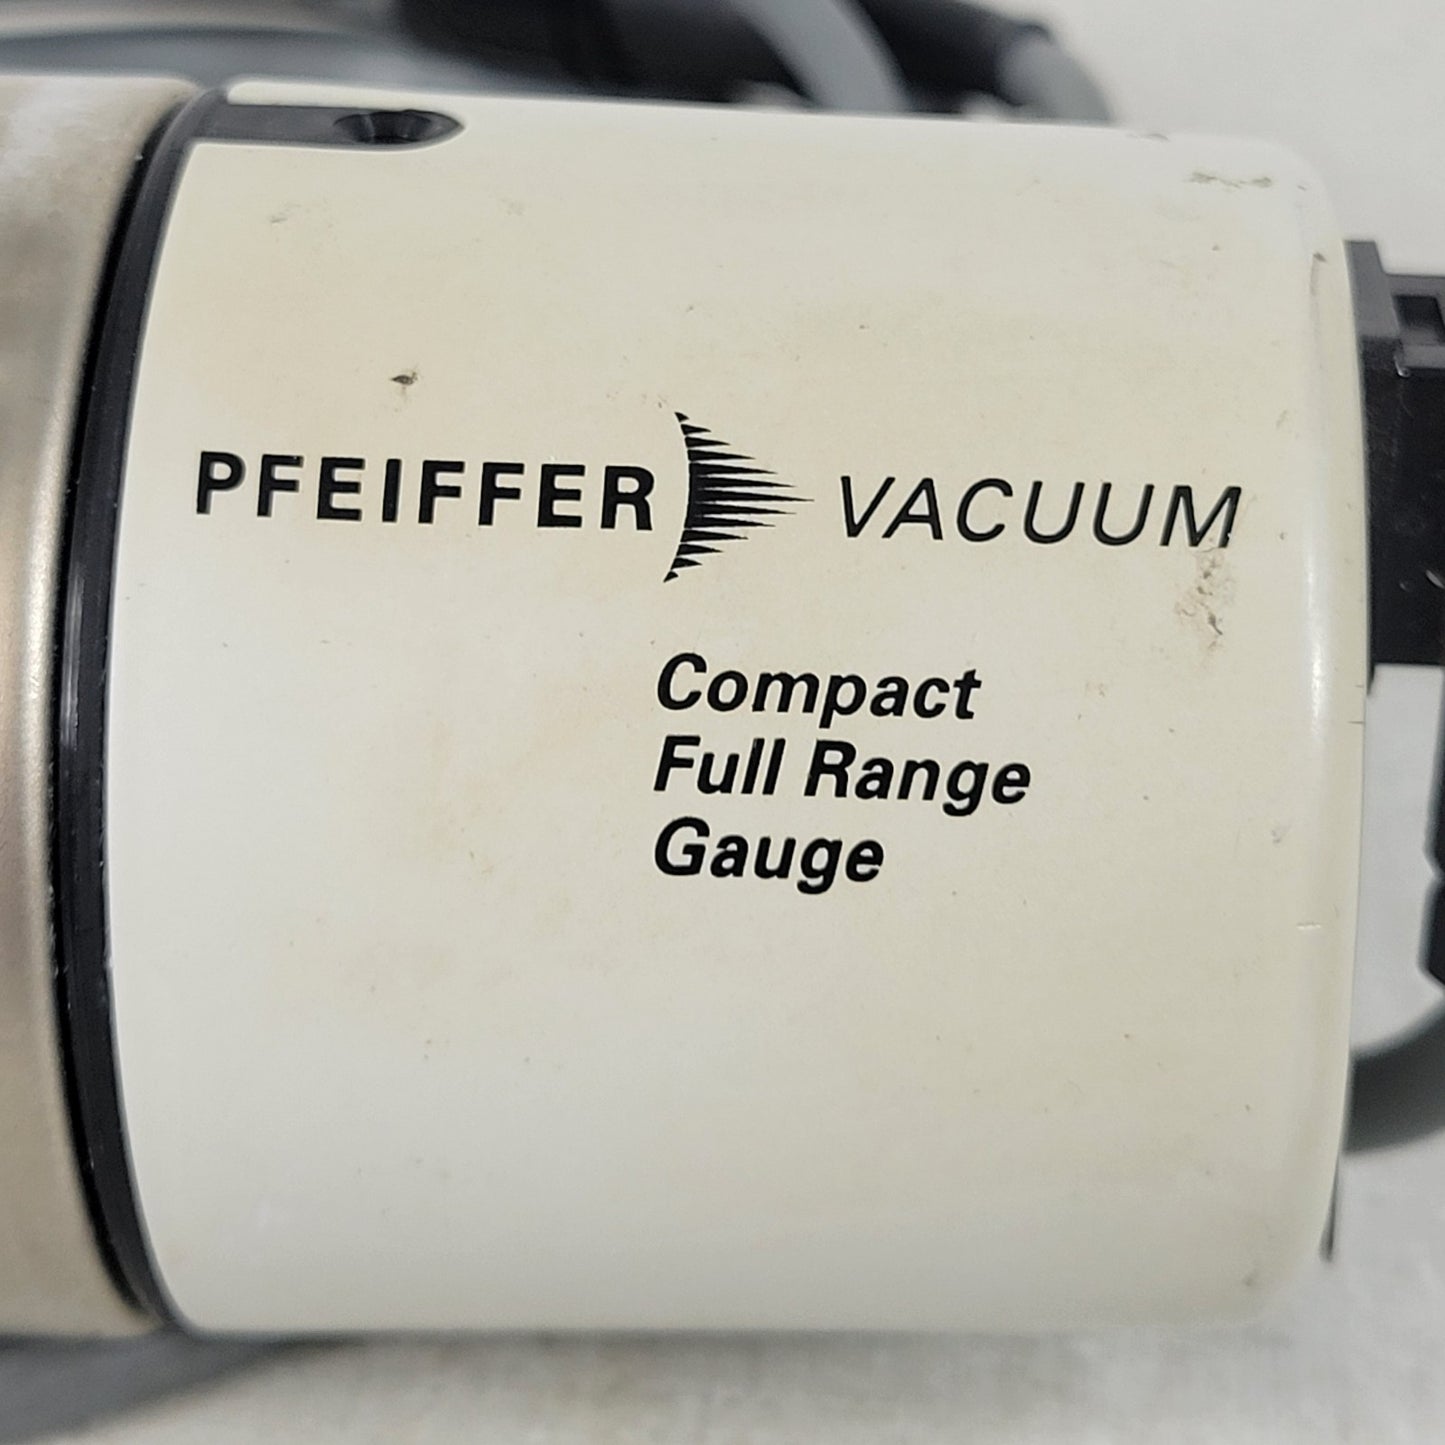 PFEIFFER VACUUM
Compact
Full Range
Gauge